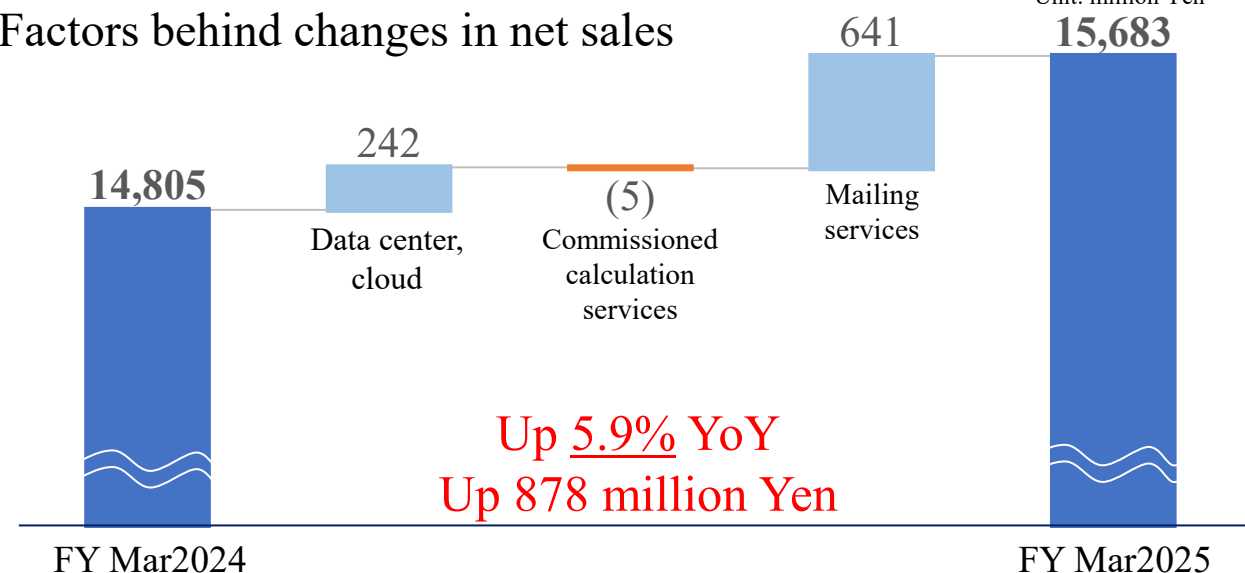 Factors behind changes in net sales
641
15,683
242
14,805
(5)
Mailing
services
Data center,
cloud
Commissioned
calculation
services
Up 5.9% YoY
Up 878 million Yen
FY Mar2024
FY Mar2025